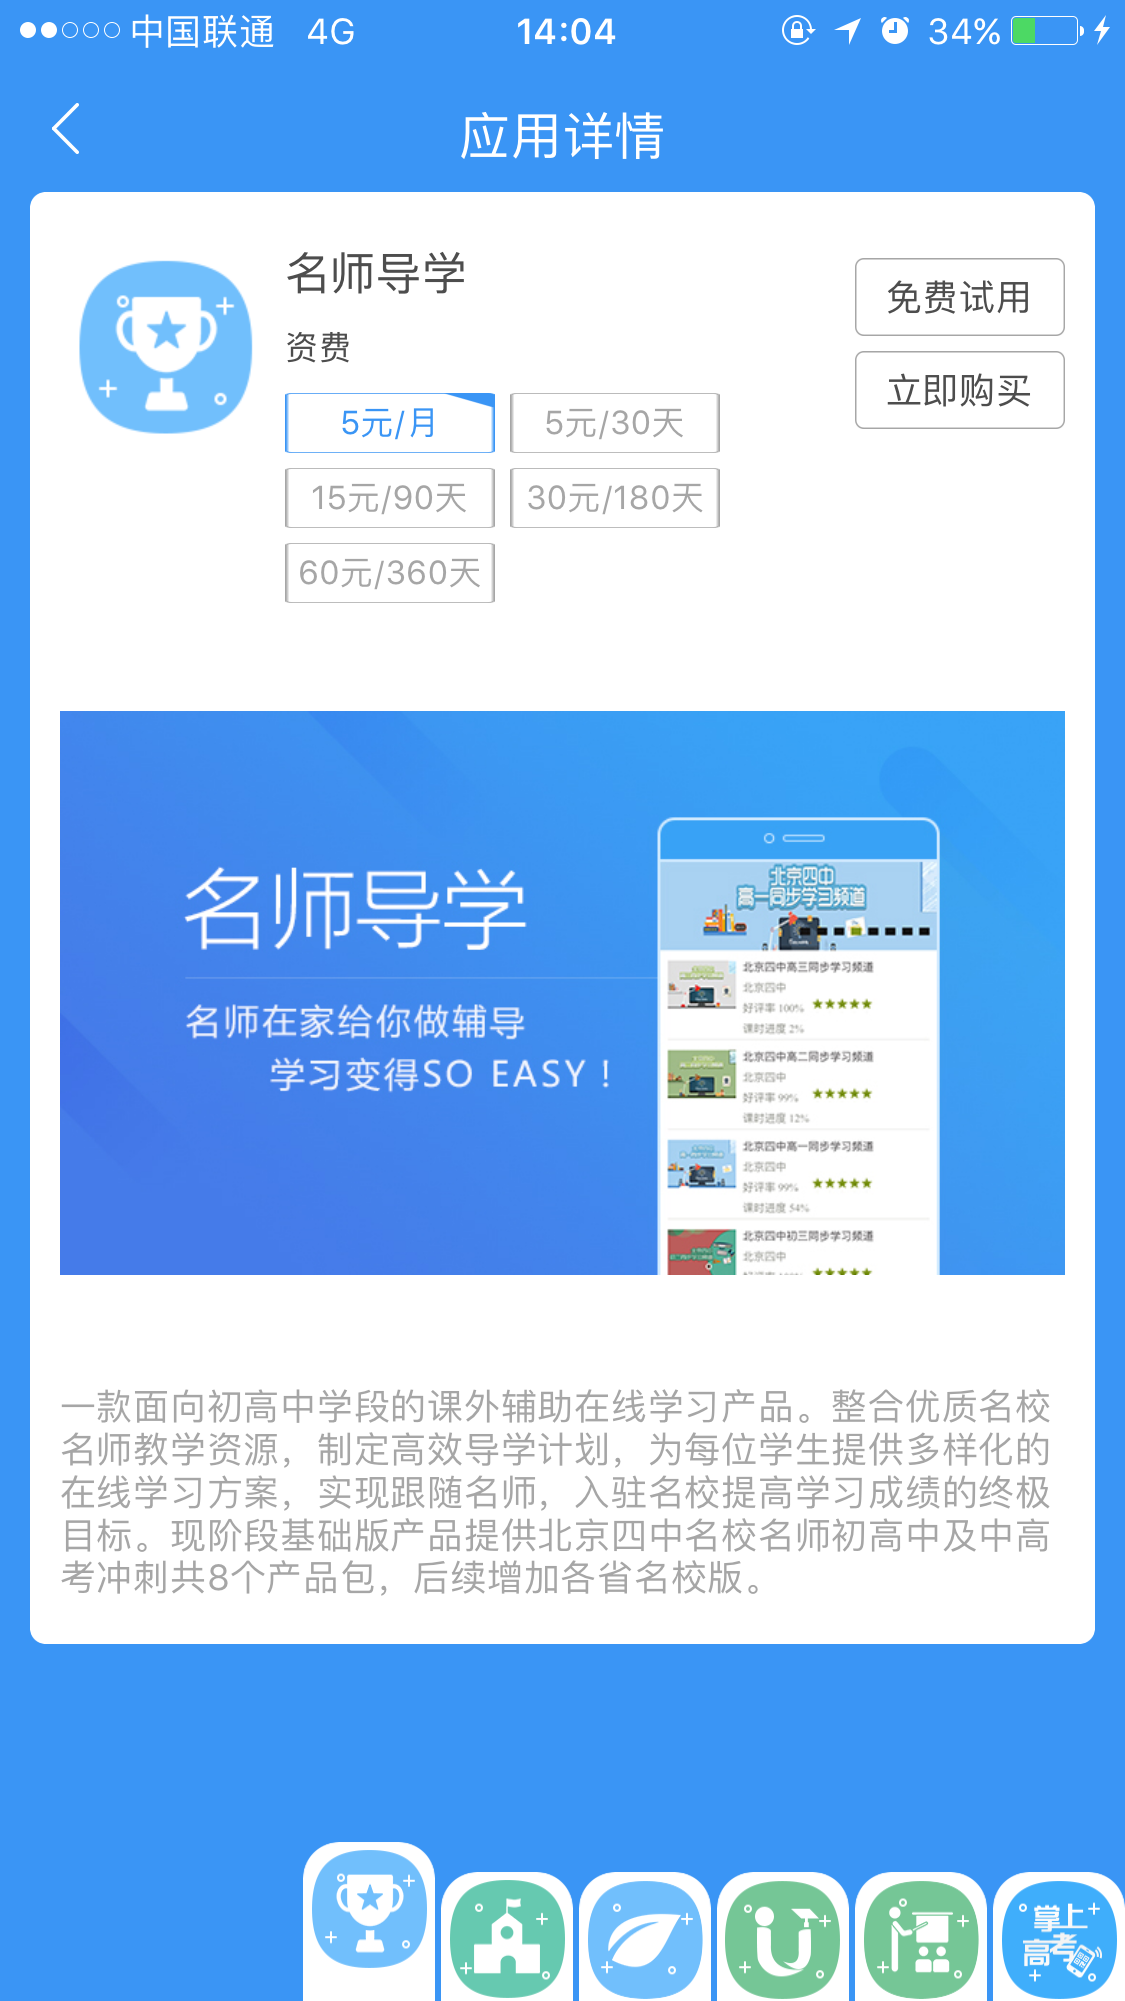 中国联通 4G 14:04 34%
应用详情
名师导学
免费试用
资费
立即购买
5元/月 5元/30天
15元/90天 30元/180天
60元/360天
名师导学
名师在家给你做辅导
学习变得SO EASY！
北京四中
高一同步学习频道
北京四中高三同步学习频道
北京四中
好评率 100% ★★★★★
课时进度 2%
北京四中高二同步学习频道
北京四中
好评率 99% ★★★★★
课时进度 12%
北京四中高一同步学习频道
北京四中
好评率 99% ★★★★★
课时进度 54%
北京四中初三同步学习频道
北京四中
一款面向初高中学段的课外辅助在线学习产品。整合优质名校
名师教学资源，制定高效导学计划，为每位学生提供多样化的
在线学习方案，实现跟随名师，入驻名校提高学习成绩的终极
目标。现阶段基础版产品提供北京四中名校名师初高中及中高
考冲刺共8个产品包，后续增加各省名校版。
掌上
高考